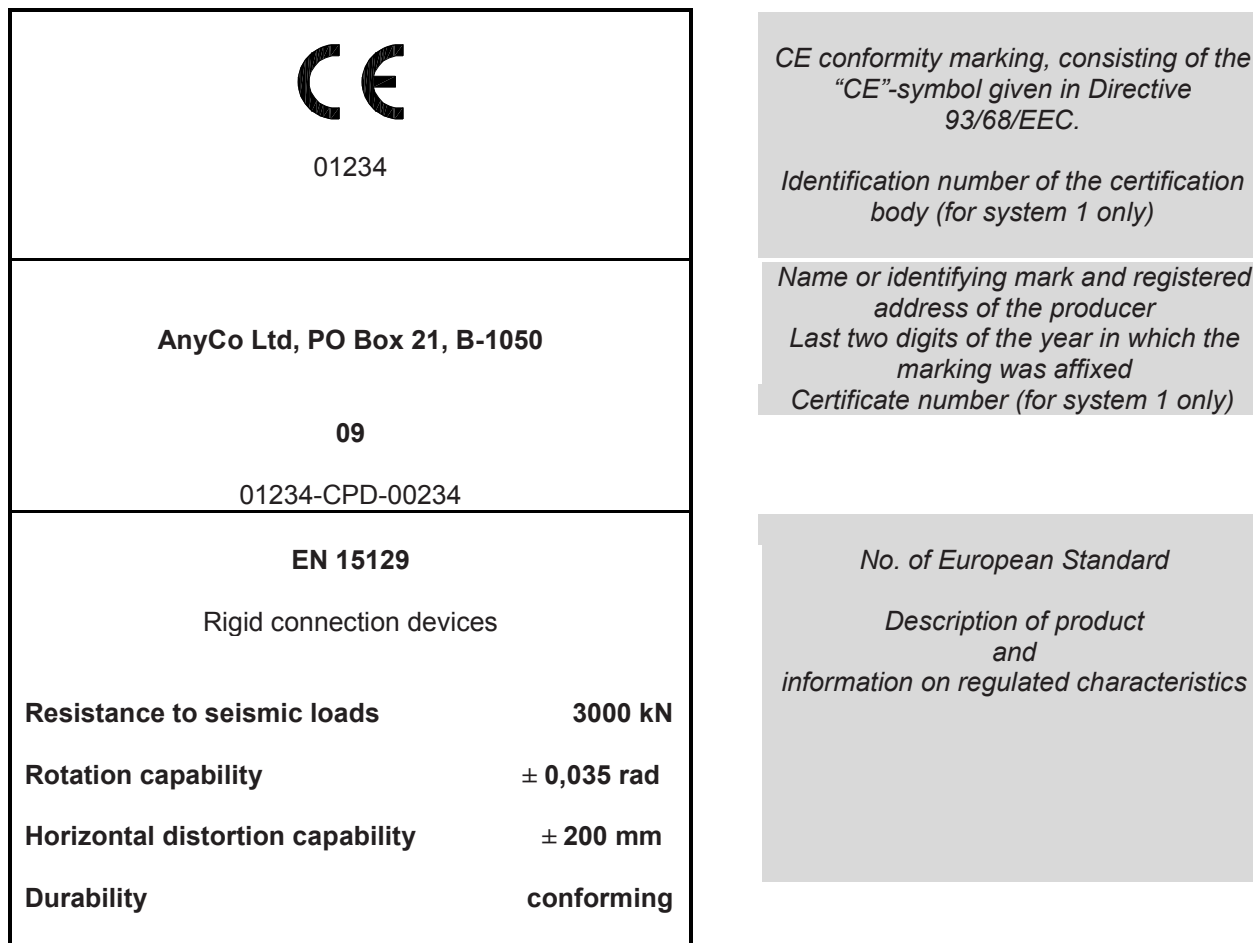 CE
01234
CE conformity marking, consisting of the
“CE”-symbol given in Directive
93/68/EEC.
Identification number of the certification
body (for system 1 only)
AnyCo Ltd, PO Box 21, B-1050
09
01234-CPD-00234
Name or identifying mark and registered
address of the producer
Last two digits of the year in which the
marking was affixed
Certificate number (for system 1 only)
EN 15129
Rigid connection devices
Resistance to seismic loads 3000 kN
Rotation capability ± 0,035 rad
Horizontal distortion capability ± 200 mm
Durability conforming
No. of European Standard
Description of product
and
information on regulated characteristics